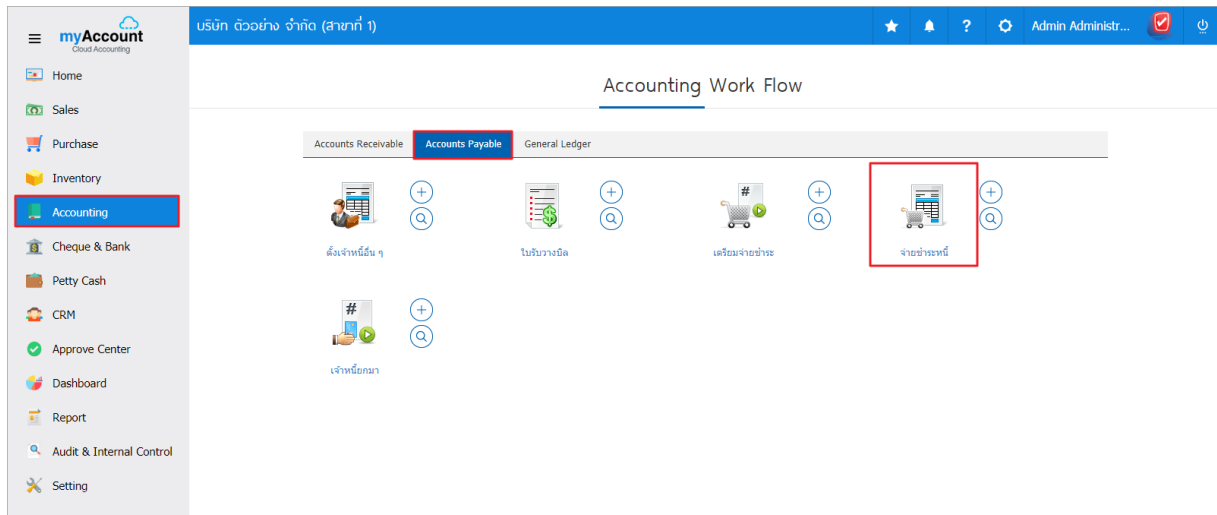 myAccount
Cloud Accounting
บริษัท ตัวอย่าง จำกัด (สาขาที่ 1)
?
Admin Administr...
Home
Sales
Purchase
Inventory
Accounting
Cheque & Bank
Petty Cash
CRM
Approve Center
Dashboard
Report
Audit & Internal Control
Setting
Accounting Work Flow
Accounts Receivable
Accounts Payable
General Ledger
ตั้งเจ้าหนี้อื่น ๆ
ใบรับวางบิล
#
เตรียมจ่ายชำระ
จ่ายชำระหนี้
#
เจ้าหนี้ยกมา